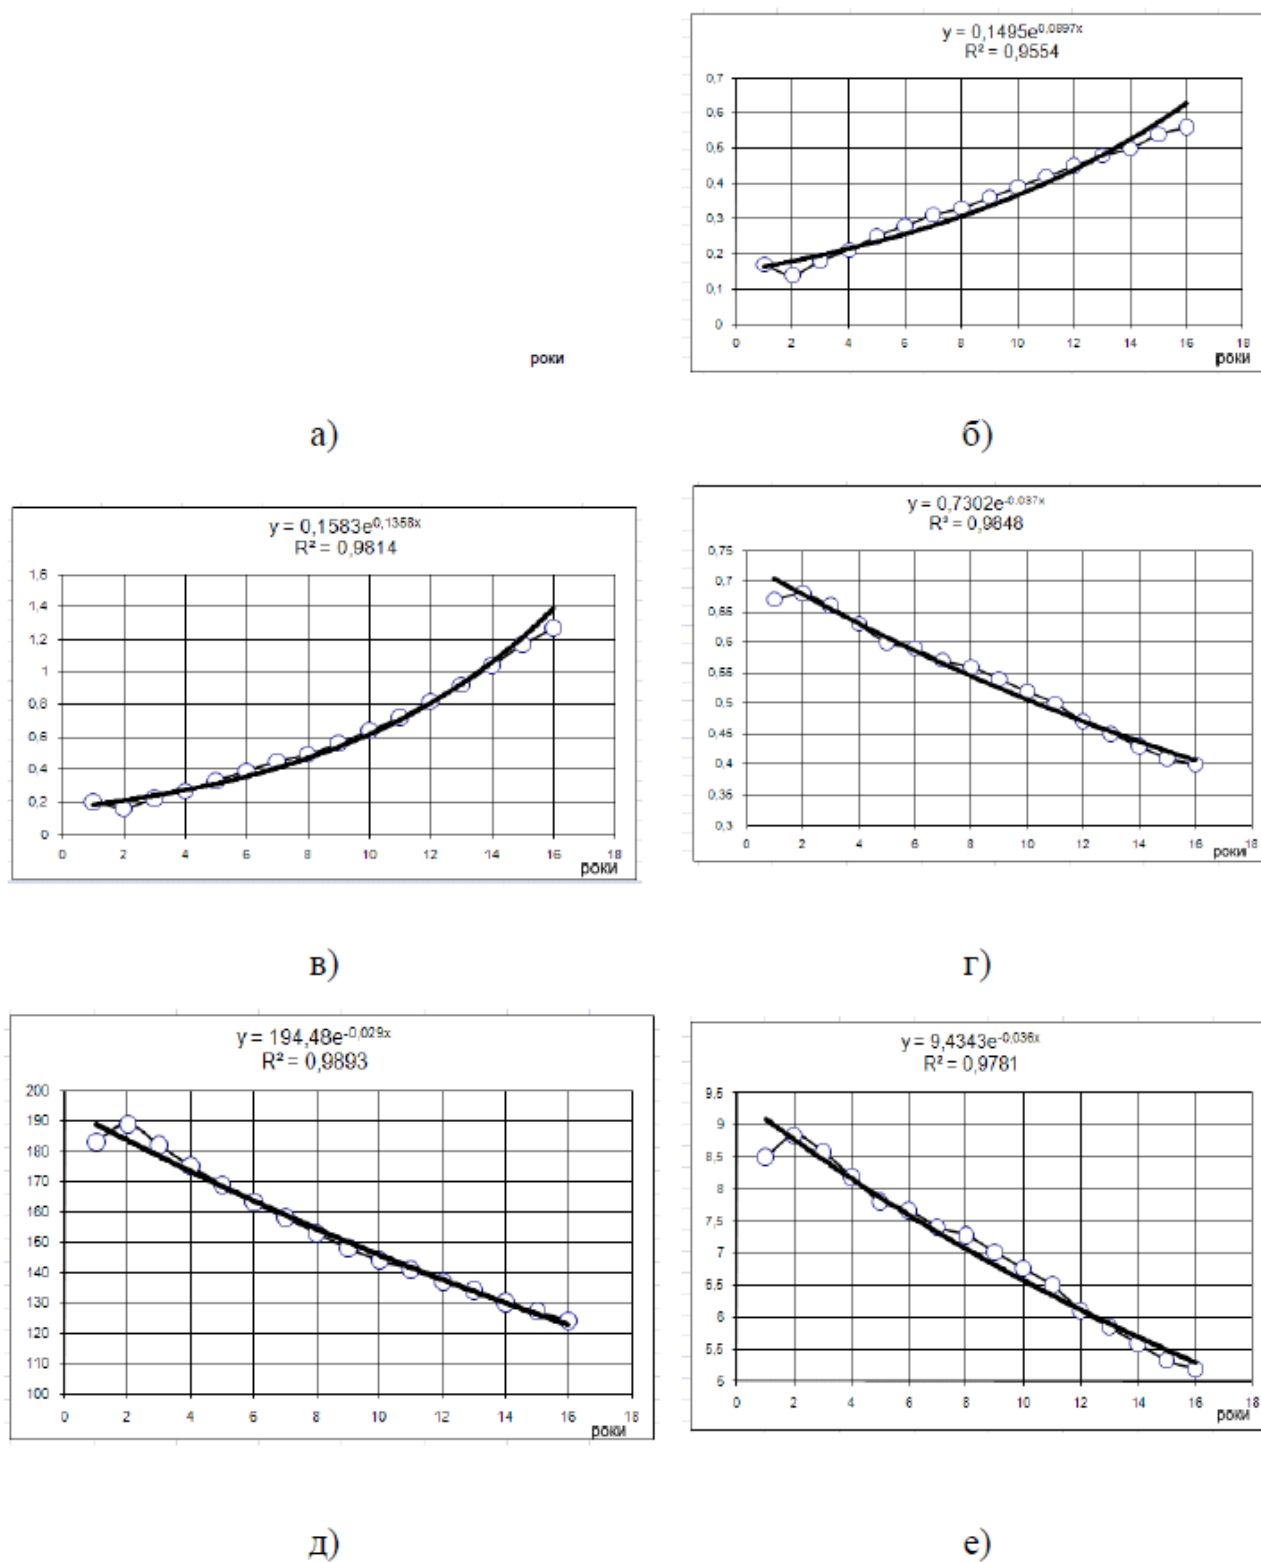 роки
а)
y = 0,1495e^0,0897x
R² = 0,9554
0,7
0,6
0,5
0,4
0,3
0,2
0,1
0
0 2 4 6 8 10 12 14 16 18
роки
б)
y = 0,1583e^0,1358x
R² = 0,9814
1,6
1,4
1,2
1
0,8
0,6
0,4
0,2
0
0 2 4 6 8 10 12 14 16 18
роки
в)
y = 0,7302e^-0,037x
R² = 0,9848
0,75
0,7
0,65
0,6
0,55
0,5
0,45
0,4
0,35
0,3
0 2 4 6 8 10 12 14 16 18
роки
г)
y = 194,48e^-0,029x
R² = 0,9893
200
190
180
170
160
150
140
130
120
110
100
0 2 4 6 8 10 12 14 16 18
роки
д)
y = 9,4343e^-0,036x
R² = 0,9781
9,5
9
8,5
8
7,5
7
6,5
6
5,5
5
0 2 4 6 8 10 12 14 16 18
роки
е)